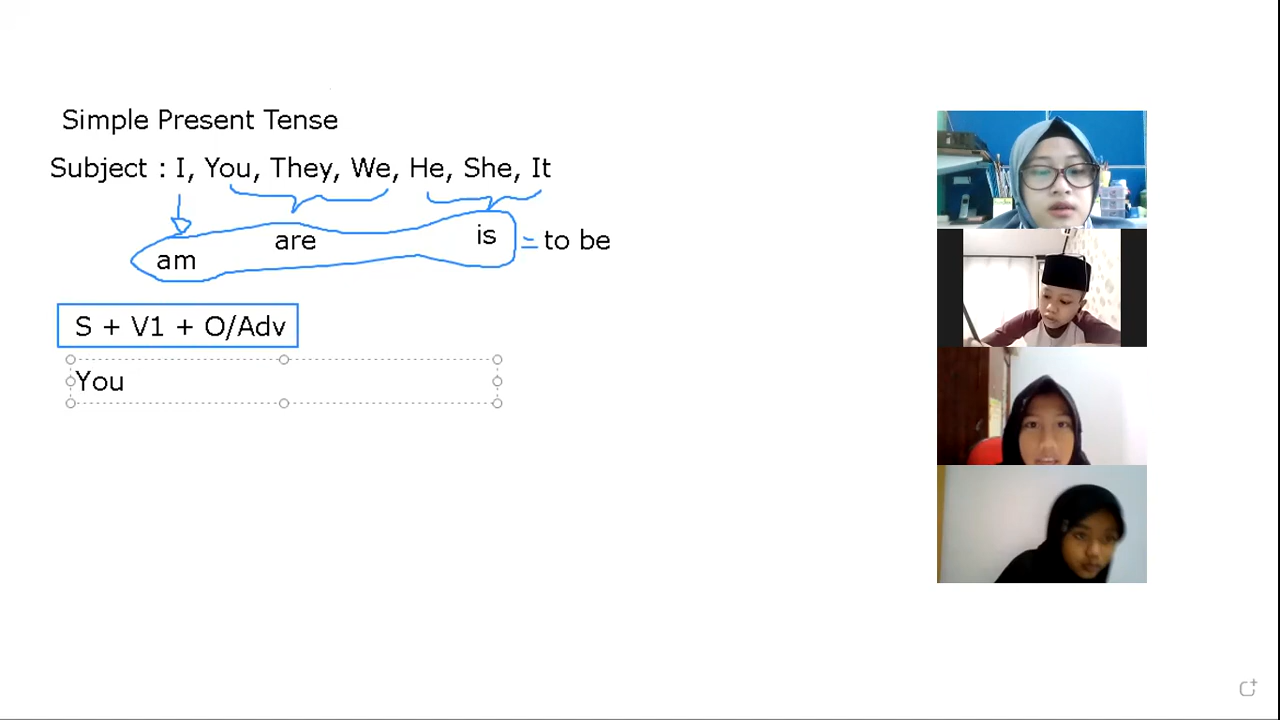 Simple Present Tense
Subject : I, You, They, We, He, She, It
am are is = to be
S + V1 + O/Adv
You